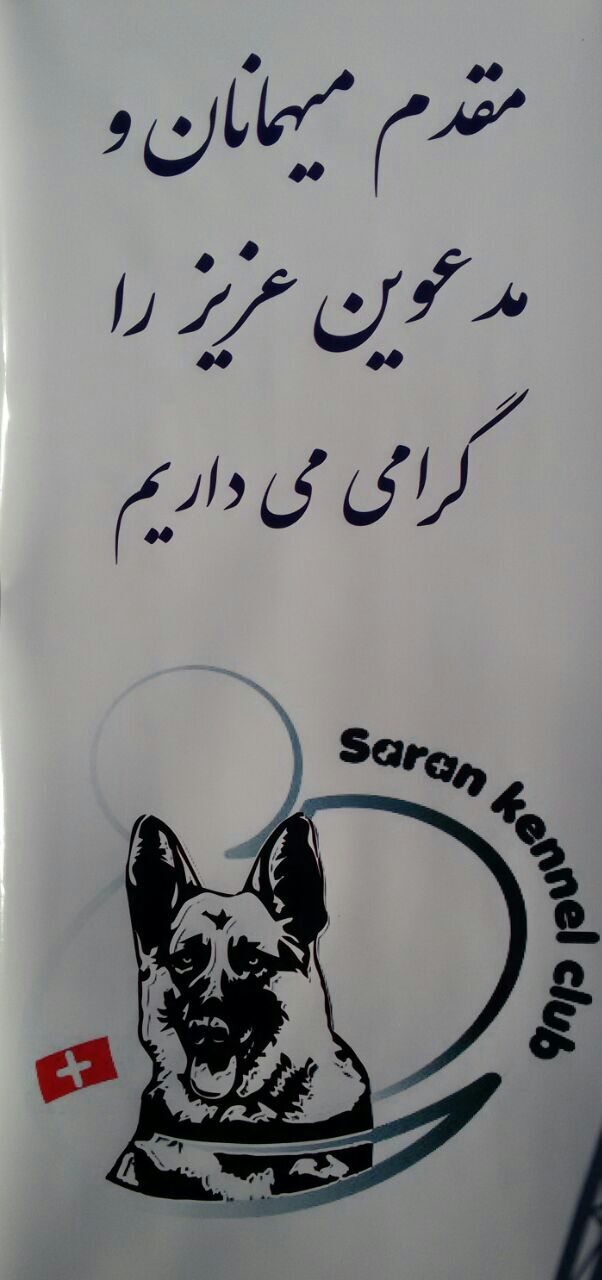 مقدم میهمانان و
مدعوین عزیز را
گرامی می داریم
Saran kennel club